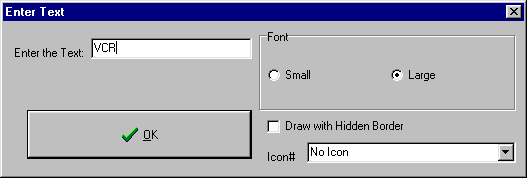 Enter Text
Enter the Text: VCR
Font
Small
Large
OK
Draw with Hidden Border
Icon# No Icon